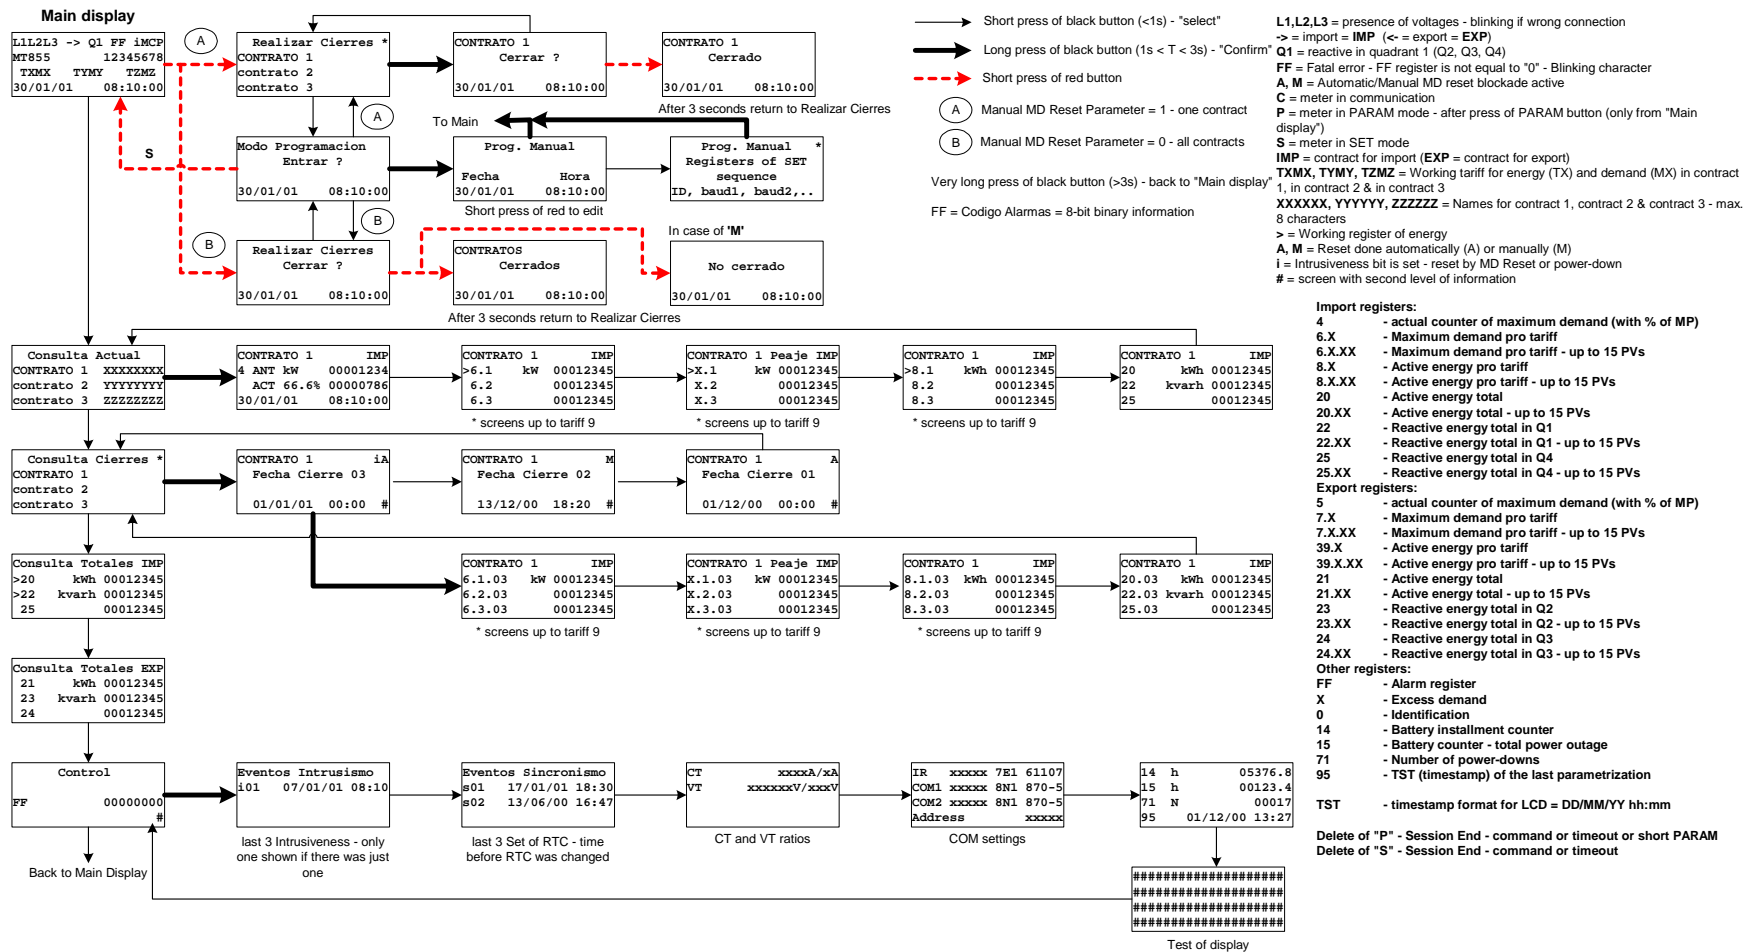 Main display
L1L2L3 -> Q1 FF iMCP
MT855 12345678
TXMX TYMY TZMZ
30/01/01 08:10:00
A
Realizar Cierres *
CONTRATO 1
contrato 2
contrato 3
CONTRATO 1
Cerrar ?
30/01/01 08:10:00
CONTRATO 1
Cerrado
30/01/01 08:10:00
After 3 seconds return to Realizar Cierres
A
To Main
S
Modo Programacion
Entrar ?
30/01/01 08:10:00
Prog. Manual
Fecha Hora
30/01/01 08:10:00
Short press of red to edit
Prog. Manual *
Registers of SET
sequence
ID, baud1, baud2,..
B
B
Realizar Cierres
Cerrar ?
30/01/01 08:10:00
CONTRATOS
Cerrados
30/01/01 08:10:00
In case of 'M'
No cerrado
30/01/01 08:10:00
After 3 seconds return to Realizar Cierres
Short press of black button (<1s) - "select"
Long press of black button (1s < T < 3s) - "Confirm"
Short press of red button
A Manual MD Reset Parameter = 1 - one contract
B Manual MD Reset Parameter = 0 - all contracts
Very long press of black button (>3s) - back to "Main display"
FF = Codigo Alarmas = 8-bit binary information
L1,L2,L3 = presence of voltages - blinking if wrong connection
-> = import = IMP (<- = export = EXP)
Q1 = reactive in quadrant 1 (Q2, Q3, Q4)
FF = Fatal error - FF register is not equal to "0" - Blinking character
A, M = Automatic/Manual MD reset blockade active
C = meter in communication
P = meter in PARAM mode - after press of PARAM button (only from "Main
display")
S = meter in SET mode
IMP = contract for import (EXP = contract for export)
TXMX, TYMY, TZMZ = Working tariff for energy (TX) and demand (MX) in contract
1, in contract 2 & in contract 3
XXXXXX, YYYYYY, ZZZZZZ = Names for contract 1, contract 2 & contract 3 - max.
8 characters
> = Working register of energy
A, M = Reset done automatically (A) or manually (M)
i = Intrusiveness bit is set - reset by MD Reset or power-down
# = screen with second level of information
Consulta Actual
CONTRATO 1 XXXXXXXX
contrato 2 YYYYYYYY
contrato 3 ZZZZZZZZ
CONTRATO 1 IMP
4 ANT kW 00001234
ACT 66.6% 00000786
30/01/01 08:10:00
CONTRATO 1 IMP
>6.1 kW 00012345
6.2 00012345
6.3 00012345
* screens up to tariff 9
CONTRATO 1 Peaje IMP
>X.1 kW 00012345
X.2 00012345
X.3 00012345
* screens up to tariff 9
CONTRATO 1 IMP
>8.1 kWh 00012345
8.2 00012345
8.3 00012345
* screens up to tariff 9
CONTRATO 1 IMP
20 kWh 00012345
22 kvarh 00012345
25 00012345
Consulta Cierres *
CONTRATO 1
contrato 2
contrato 3
CONTRATO 1 iA
Fecha Cierre 03
01/01/01 00:00 #
CONTRATO 1 M
Fecha Cierre 02
13/12/00 18:20 #
CONTRATO 1 A
Fecha Cierre 01
01/12/00 00:00 #
Consulta Totales IMP
>20 kWh 00012345
>22 kvarh 00012345
25 00012345
CONTRATO 1 IMP
6.1.03 kW 00012345
6.2.03 00012345
6.3.03 00012345
* screens up to tariff 9
CONTRATO 1 Peaje IMP
X.1.03 kW 00012345
X.2.03 00012345
X.3.03 00012345
* screens up to tariff 9
CONTRATO 1 IMP
8.1.03 kWh 00012345
8.2.03 00012345
8.3.03 00012345
* screens up to tariff 9
CONTRATO 1 IMP
20.03 kWh 00012345
22.03 kvarh 00012345
25.03 00012345
Consulta Totales EXP
21 kWh 00012345
23 kvarh 00012345
24 00012345
Control
FF 00000000
#
Back to Main Display
Eventos Intrusismo
i01 07/01/01 08:10
last 3 Intrusiveness - only
one shown if there was just
one
Eventos Sincronismo
s01 17/01/01 18:30
s02 13/06/00 16:47
last 3 Set of RTC - time
before RTC was changed
CT xxxxA/xA
VT xxxxxxV/xxxV
CT and VT ratios
IR xxxxx 7E1 61107
COM1 xxxxx 8N1 870-5
COM2 xxxxx 8N1 870-5
Address xxxxx
COM settings
14 h 05376.8
15 h 00123.4
71 N 00017
95 01/12/00 13:27
####################
####################
####################
####################
Test of display
Import registers:
4 - actual counter of maximum demand (with % of MP)
6.X - Maximum demand pro tariff
6.X.XX - Maximum demand pro tariff - up to 15 PVs
8.X - Active energy pro tariff
8.X.XX - Active energy pro tariff - up to 15 PVs
20 - Active energy total
20.XX - Active energy total - up to 15 PVs
22 - Reactive energy total in Q1
22.XX - Reactive energy total in Q1 - up to 15 PVs
25 - Reactive energy total in Q4
25.XX - Reactive energy total in Q4 - up to 15 PVs
Export registers:
5 - actual counter of maximum demand (with % of MP)
7.X - Maximum demand pro tariff
7.X.XX - Maximum demand pro tariff - up to 15 PVs
39.X - Active energy pro tariff
39.X.XX - Active energy pro tariff - up to 15 PVs
21 - Active energy total
21.XX - Active energy total - up to 15 PVs
23 - Reactive energy total in Q2
23.XX - Reactive energy total in Q2 - up to 15 PVs
24 - Reactive energy total in Q3
24.XX - Reactive energy total in Q3 - up to 15 PVs
Other registers:
FF - Alarm register
X - Excess demand
0 - Identification
14 - Battery installment counter
15 - Battery counter - total power outage
71 - Number of power-downs
95 - TST (timestamp) of the last parametrization
TST - timestamp format for LCD = DD/MM/YY hh:mm
Delete of "P" - Session End - command or timeout or short PARAM
Delete of "S" - Session End - command or timeout